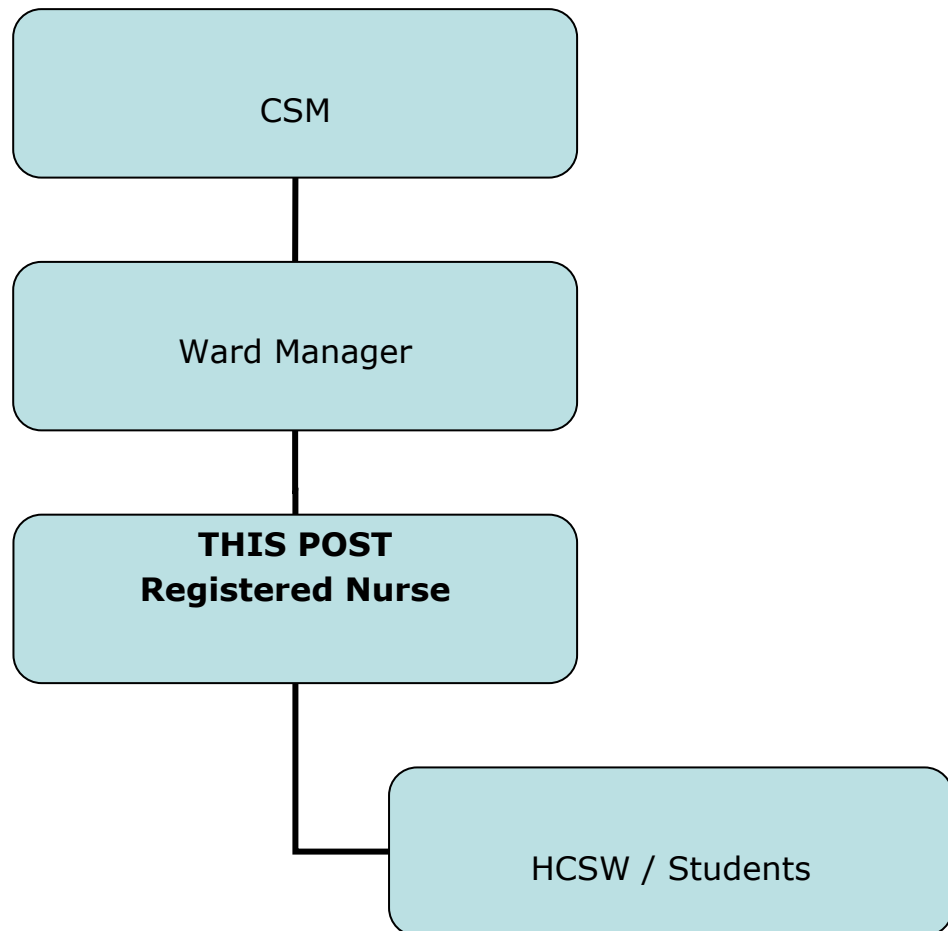 CSM
Ward Manager
THIS POST
Registered Nurse
HCSW / Students